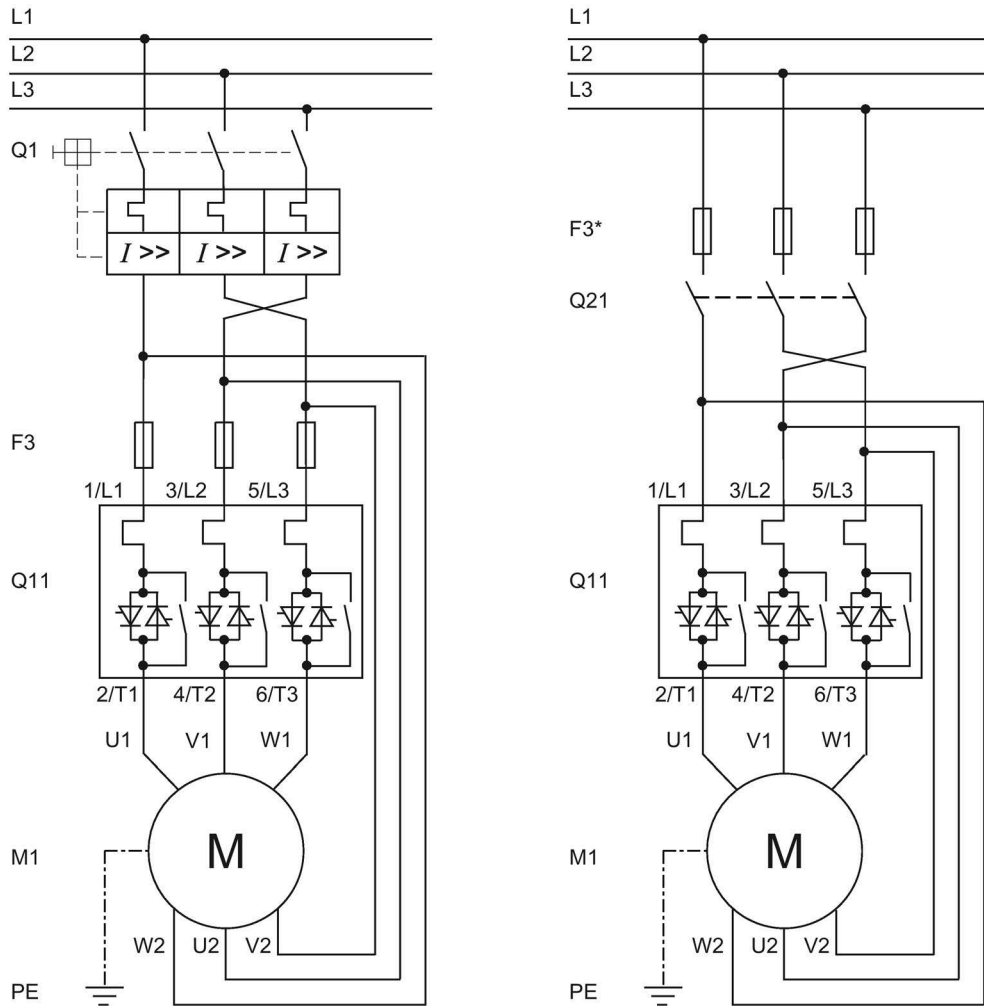 L1
L2
L3
Q1
I >> I >> I >>
F3
1/L1 3/L2 5/L3
Q11
2/T1 4/T2 6/T3
U1 V1 W1
M1
M
W2 U2 V2
PE
L1
L2
L3
F3*
Q21
1/L1 3/L2 5/L3
Q11
2/T1 4/T2 6/T3
U1 V1 W1
M1
M
W2 U2 V2
PE